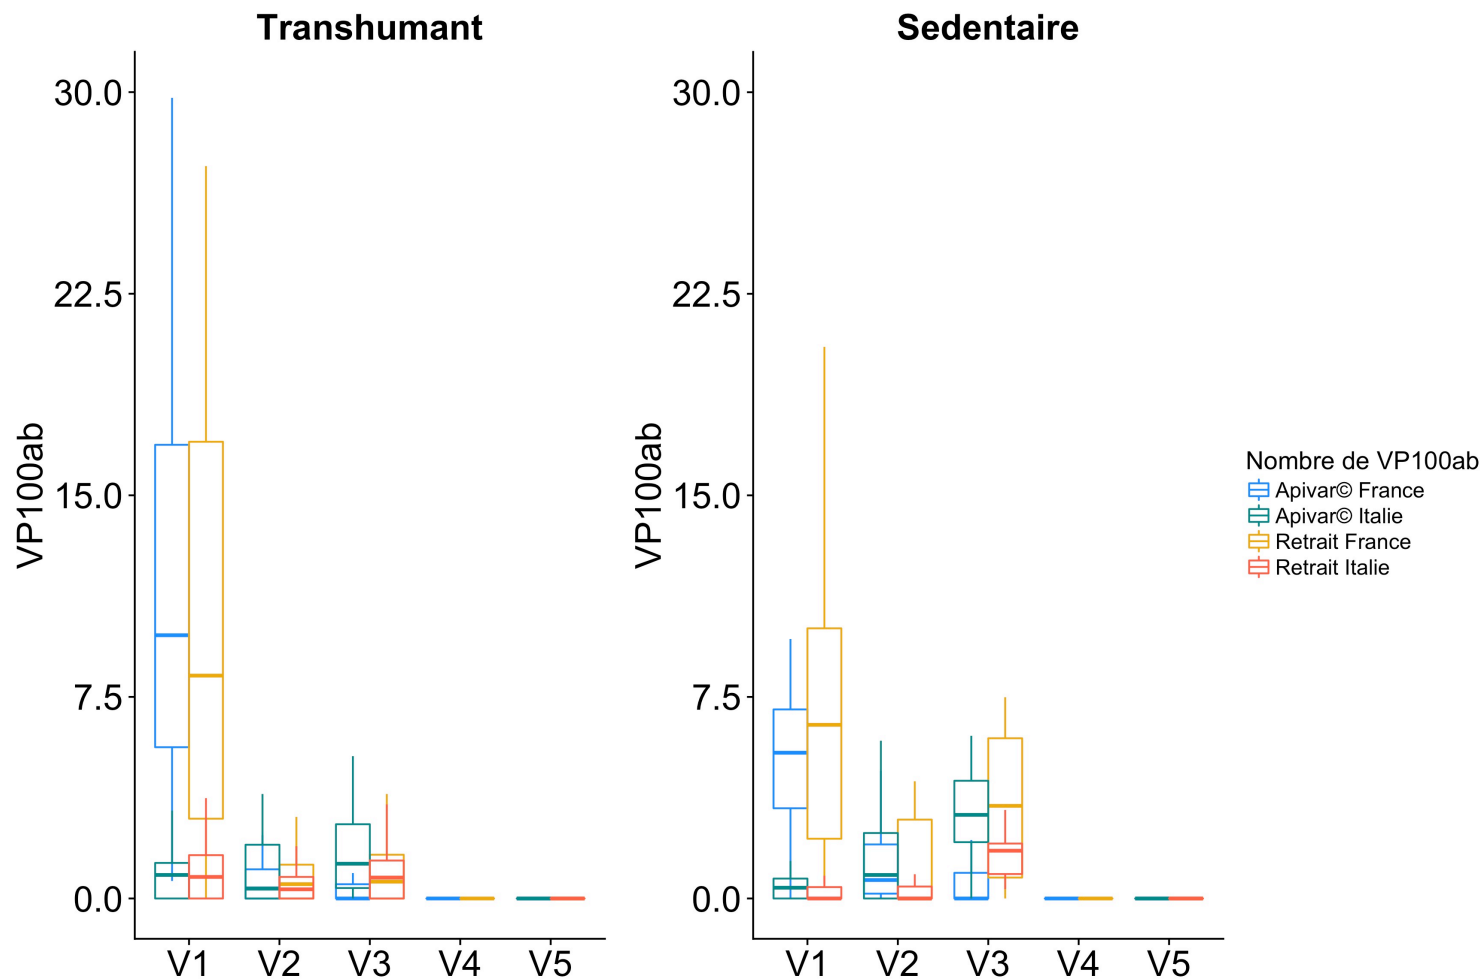 Transhumant
Sedentaire
VP100ab
30.0
22.5
15.0
7.5
0.0
V1 V2 V3 V4 V5
VP100ab
30.0
22.5
15.0
7.5
0.0
V1 V2 V3 V4 V5
Nombre de VP100ab
Apivar© France
Apivar© Italie
Retrait France
Retrait Italie